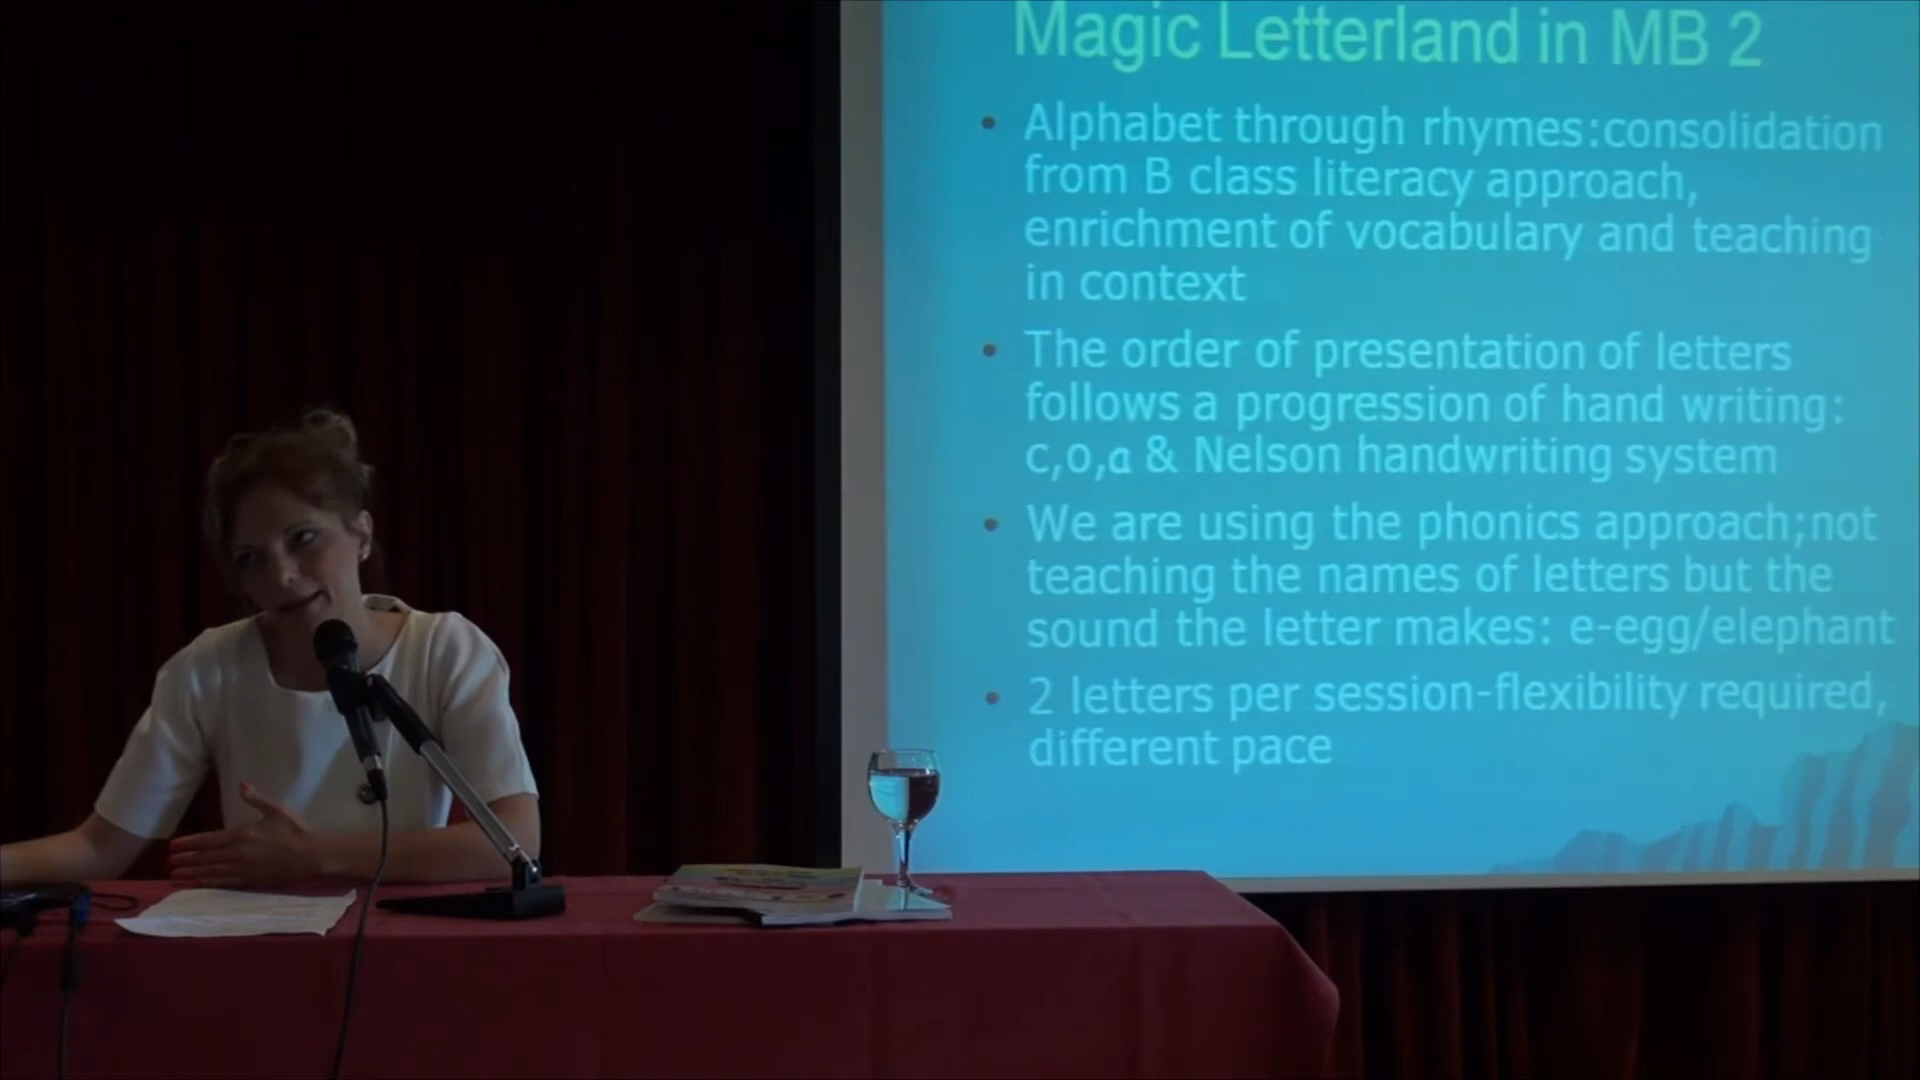 Magic Letterland in MB 2
• Alphabet through rhymes:consolidation
from B class literacy approach,
enrichment of vocabulary and teaching
in context
• The order of presentation of letters
follows a progression of hand writing:
c,o,a & Nelson handwriting system
• We are using the phonics approach;not
teaching the names of letters but the
sound the letter makes: e-egg/elephant
• 2 letters per session-flexibility required,
different pace